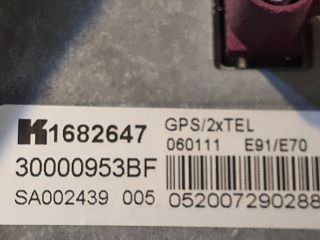 K1682647 GPS/2xTEL
060111 E91/E70
30000953BF
SA002439 005 052007290288